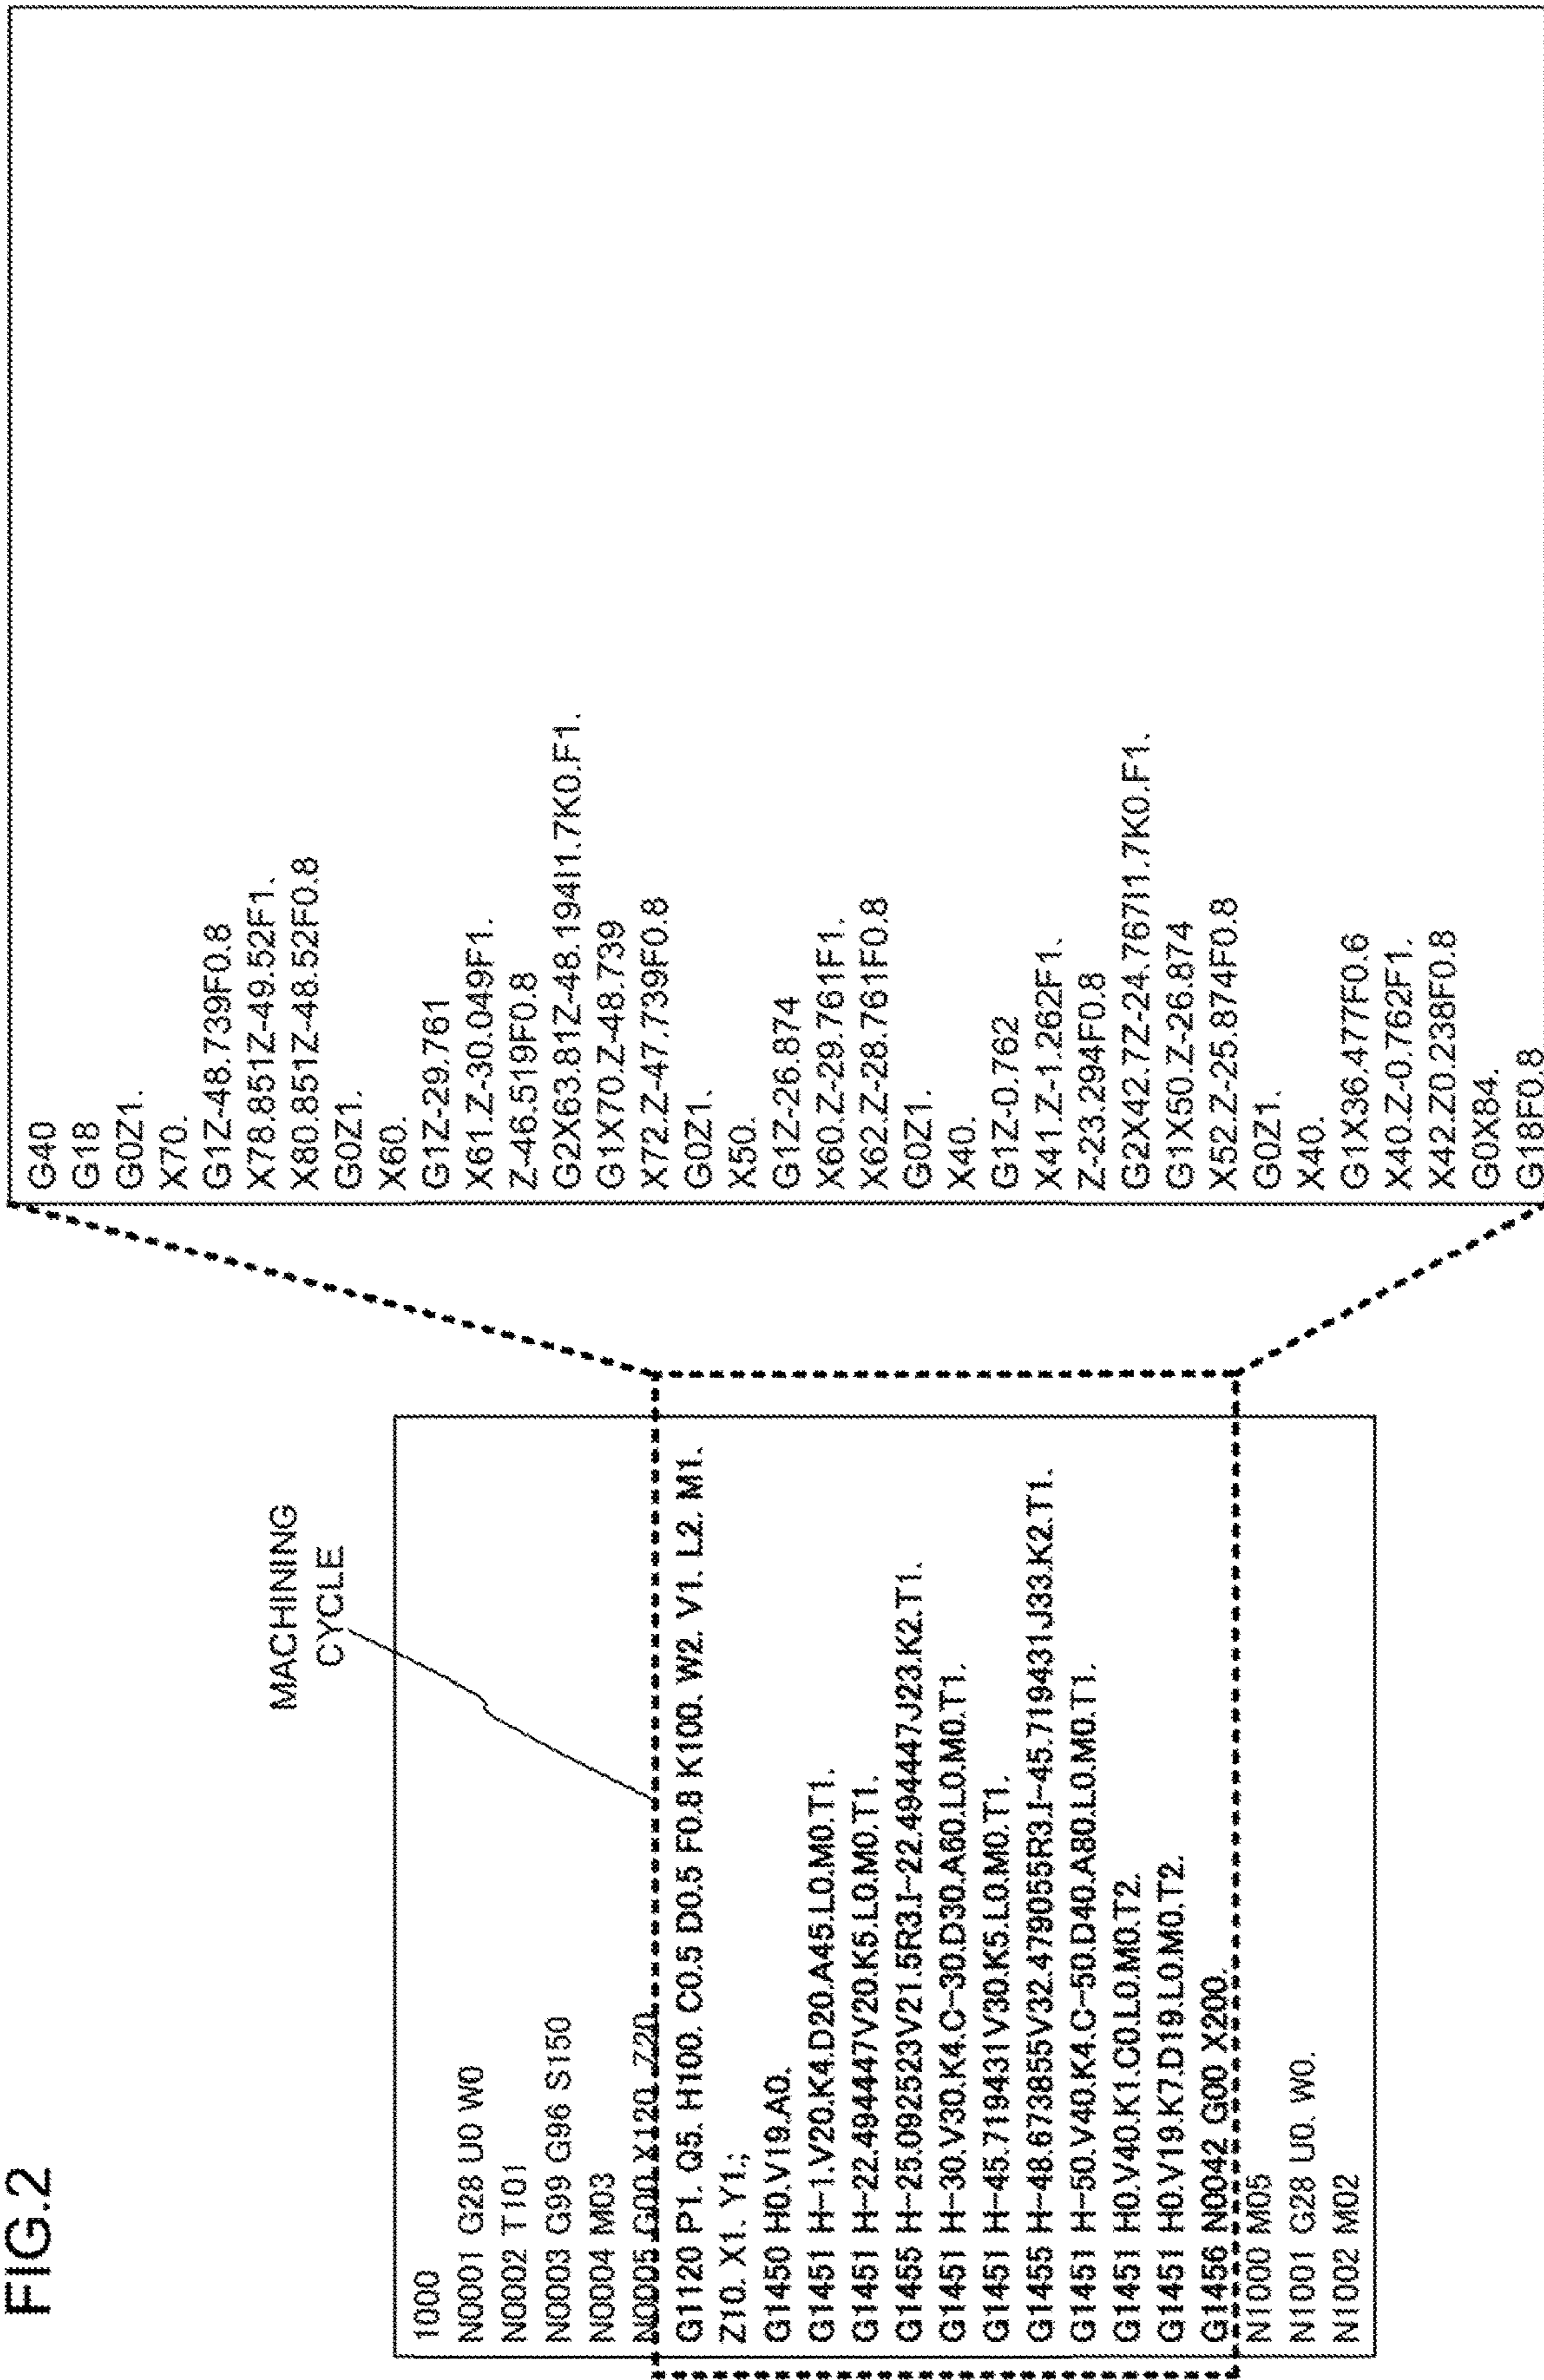 FIG.2
MACHINING
CYCLE
1000
N0001 G28 U0 W0
N0002 T101
N0003 G99 G96 S150
N0004 M03
N0005 G00 X120. Z20.
G1120 P1. Q5. H100. C0.5 D0.5 F0.8 K100. W2. V1. L2. M1.
Z10. X1. Y1.;
G1450 H0.V19.A0.
G1451 H-1.V20.K4.D20.A45.L0.M0.T1.
G1451 H-22.494447V20.K5.L0.M0.T1.
G1455 H-25.092523V21.5R3.I-22.494447J23.K2.T1.
G1451 H-30.V30.K4.C-30.D30.A60.L0.M0.T1.
G1451 H-45.719431V30.K5.L0.M0.T1.
G1455 H-48.673855V32.479055R3.I-45.719431J33.K2.T1.
G1451 H-50.V40.K4.C-50.D40.A80.L0.M0.T1.
G1451 H0.V40.K1.C0.L0.M0.T2.
G1451 H0.V19.K7.D19.L0.M0.T2.
G1456 N0042 G00 X200.
N1000 M05
N1001 G28 U0. W0.
N1002 M02
G40
G18
G0Z1.
X70.
G1Z-48.739F0.8
X78.851Z-49.52F1.
X80.851Z-48.52F0.8
G0Z1.
X60.
G1Z-29.761
X61.Z-30.049F1.
Z-46.519F0.8
G2X63.81Z-48.194I1.7K0.F1.
G1X70.Z-48.739
X72.Z-47.739F0.8
G0Z1.
X50.
G1Z-26.874
X60.Z-29.761F1.
X62.Z-28.761F0.8
G0Z1.
X40.
G1Z-0.762
X41.Z-1.262F1.
Z-23.294F0.8
G2X42.7Z-24.767I1.7K0.F1.
G1X50.Z-26.874
X52.Z-25.874F0.8
G0Z1.
X40.
G1X36.477F0.6
X40.Z-0.762F1.
X42.Z0.238F0.8
G0X84.
G18F0.8